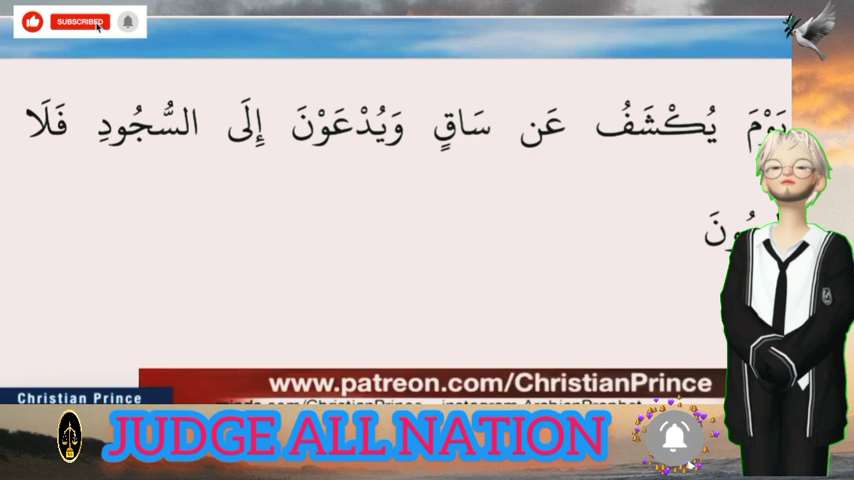 SUBSCRIBED
يَوْمَ يُكْشَفُ عَن سَاقٍ وَيُدْعَوْنَ إِلَى السُّجُودِ فَلَا
www.patreon.com/ChristianPrince
Christian Prince
JUDGE ALL NATION